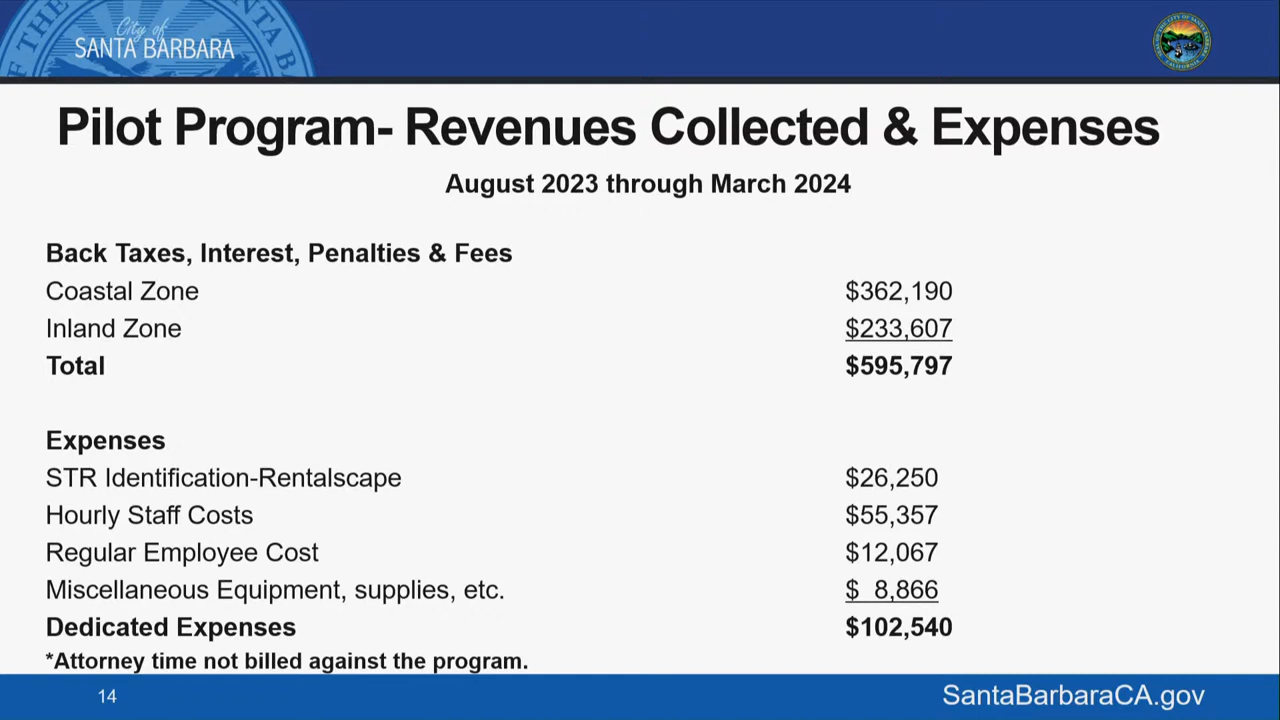 City of
SANTA BARBARA
Pilot Program- Revenues Collected & Expenses
August 2023 through March 2024
Back Taxes, Interest, Penalties & Fees
Coastal Zone $362,190
Inland Zone $233,607
Total $595,797
Expenses
STR Identification-Rentalscape $26,250
Hourly Staff Costs $55,357
Regular Employee Cost $12,067
Miscellaneous Equipment, supplies, etc. $ 8,866
Dedicated Expenses $102,540
*Attorney time not billed against the program.
14 SantaBarbaraCA.gov